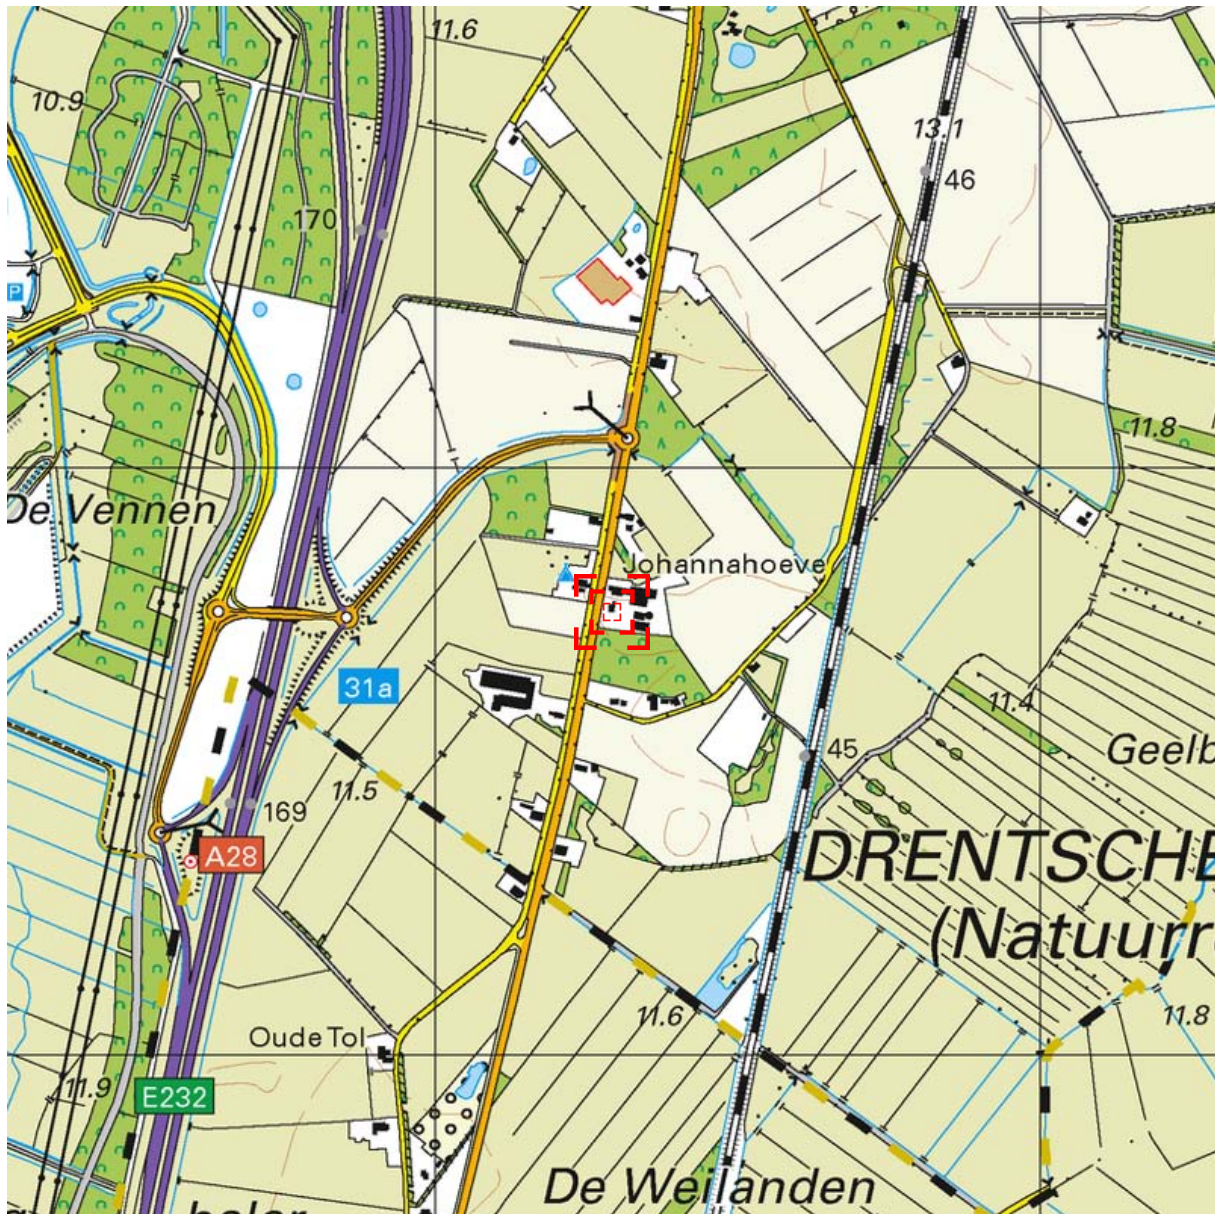 11.6
10.9
13.1
46
170
P
11.8
De Vennen
Johannahoeve
31a
11.4
45
Geelb
11.5
169
A28
DRENTSCHE
(Natuurr
11.6
11.8
Oude Tol
11.9
E232
De Weilanden